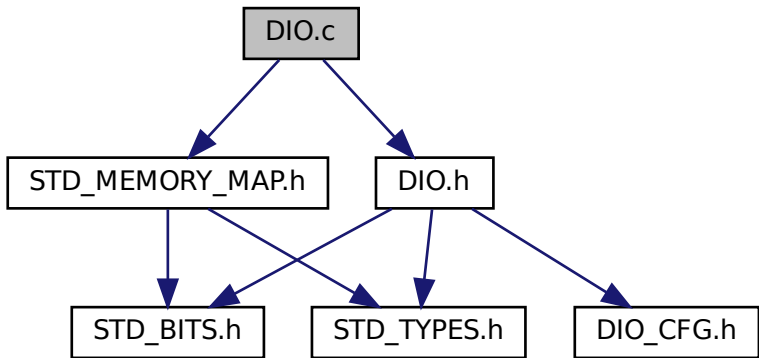 DIO.c
STD_MEMORY_MAP.h
DIO.h
STD_BITS.h
STD_TYPES.h
DIO_CFG.h